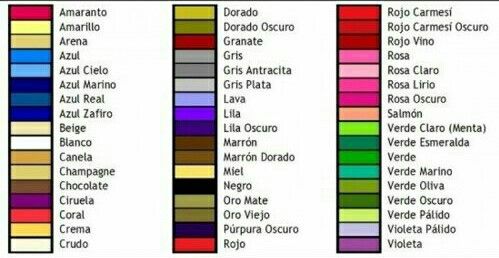 Amaranto
Amarillo
Arena
Azul
Azul Cielo
Azul Marino
Azul Real
Azul Zafiro
Beige
Blanco
Canela
Champagne
Chocolate
Ciruela
Coral
Crema
Crudo
Dorado
Dorado Oscuro
Granate
Gris
Gris Antracita
Gris Plata
Lava
Lila
Lila Oscuro
Marrón
Marrón Dorado
Miel
Negro
Oro Mate
Oro Viejo
Púrpura Oscuro
Rojo
Rojo Carmesí
Rojo Carmesí Oscuro
Rojo Vino
Rosa
Rosa Claro
Rosa Lirio
Rosa Oscuro
Salmón
Verde Claro (Menta)
Verde Esmeralda
Verde
Verde Marino
Verde Oliva
Verde Oscuro
Verde Pálido
Violeta Pálido
Violeta